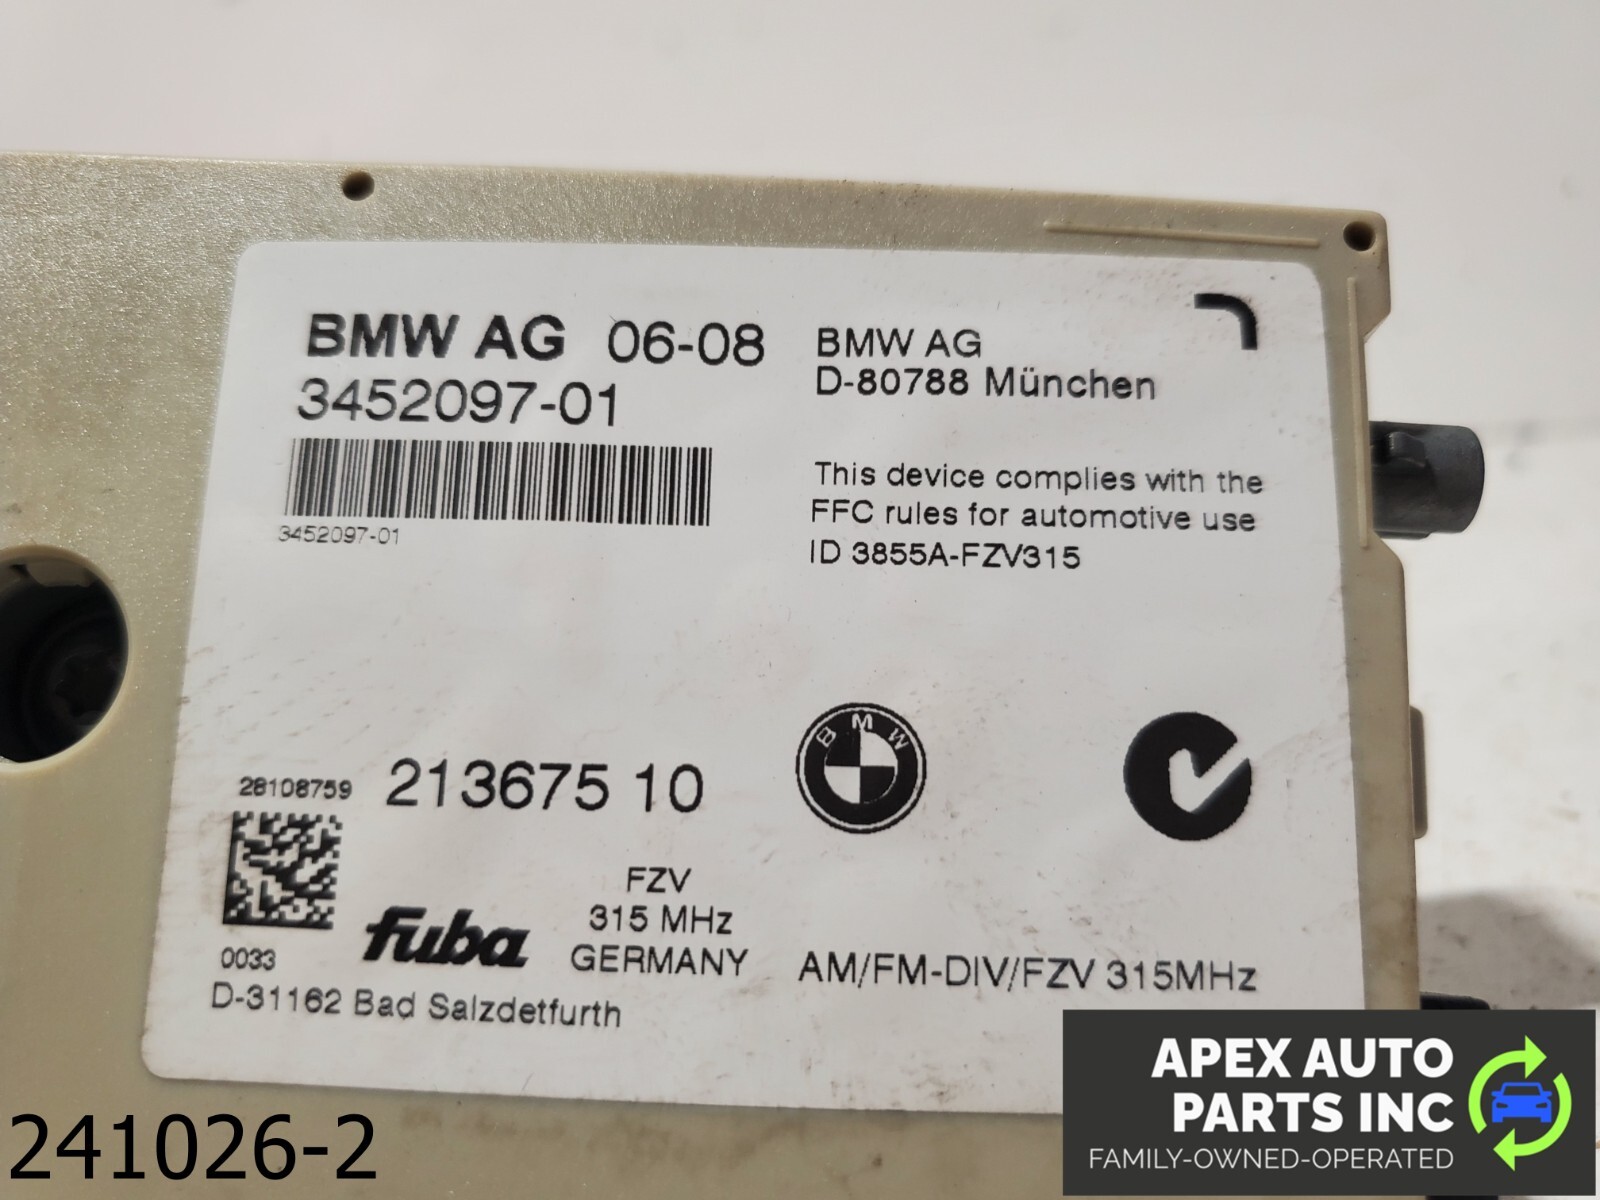 BMW AG 06-08
3452097-01
3452097-01
BMW AG
D-80788 München
This device complies with the
FFC rules for automotive use
ID 3855A-FZV315
28108759
213675 10
BMW
0033
fuba
FZV
315 MHz
GERMANY
D-31162 Bad Salzdetfurth
AM/FM-DIV/FZV 315MHz
241026-2
APEX AUTO
PARTS INC
FAMILY-OWNED-OPERATED